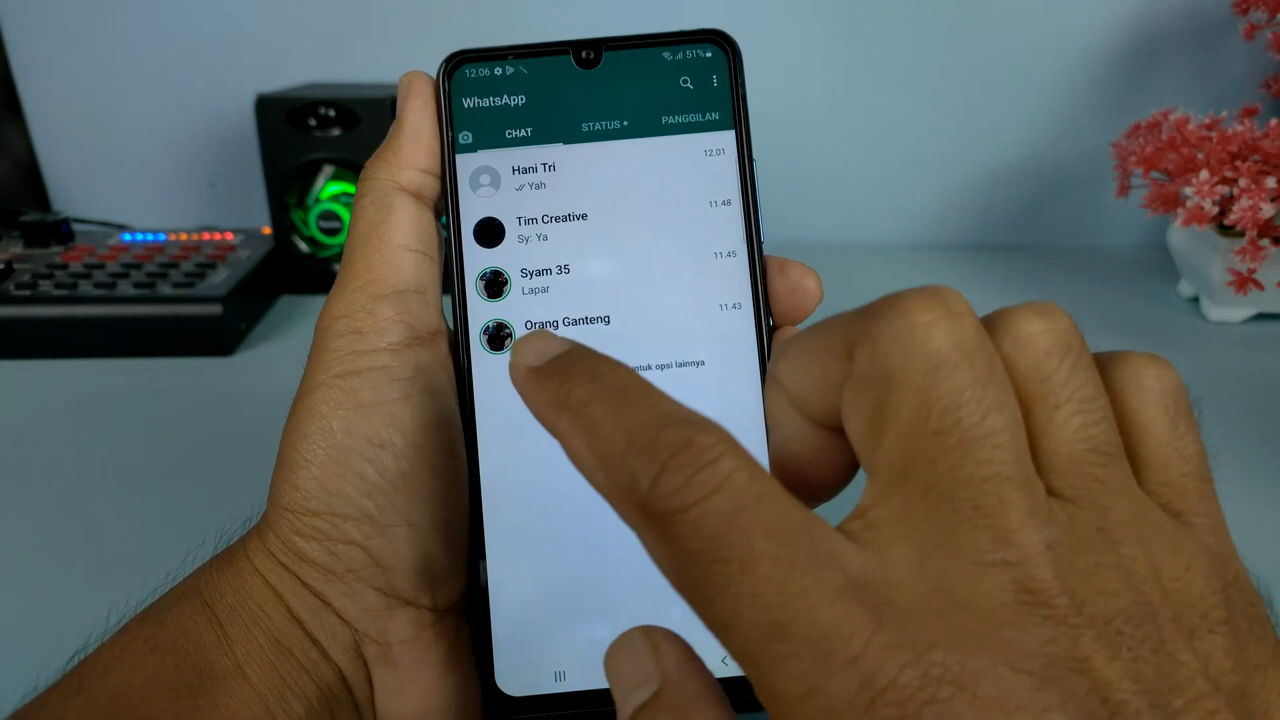 12.06 51%
WhatsApp
CHAT STATUS PANGGILAN
Hani Tri 12.01
Yah
Tim Creative 11.48
Sy: Ya
Syam 35 11.45
Lapar
Orang Ganteng 11.43
untuk opsi lainnya